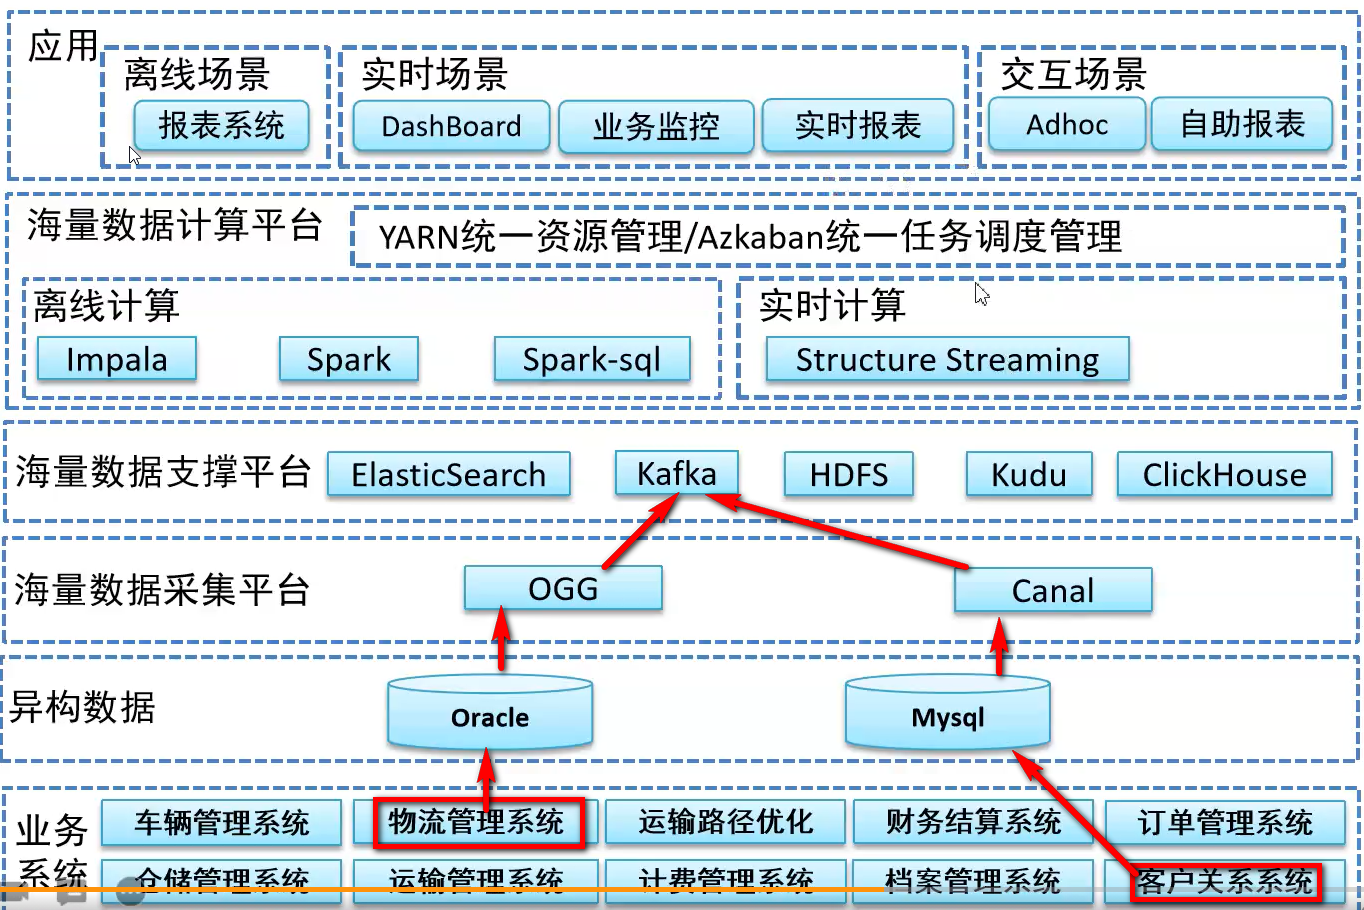 应用
离线场景
实时场景
交互场景
报表系统
DashBoard
业务监控
实时报表
Adhoc
自助报表
海量数据计算平台
YARN统一资源管理/Azkaban统一任务调度管理
离线计算
实时计算
Impala
Spark
Spark-sql
Structure Streaming
海量数据支撑平台
ElasticSearch
Kafka
HDFS
Kudu
ClickHouse
海量数据采集平台
OGG
Canal
异构数据
Oracle
Mysql
业务
系统
车辆管理系统
物流管理系统
运输路径优化
财务结算系统
订单管理系统
仓储管理系统
运输管理系统
计费管理系统
档案管理系统
客户关系系统